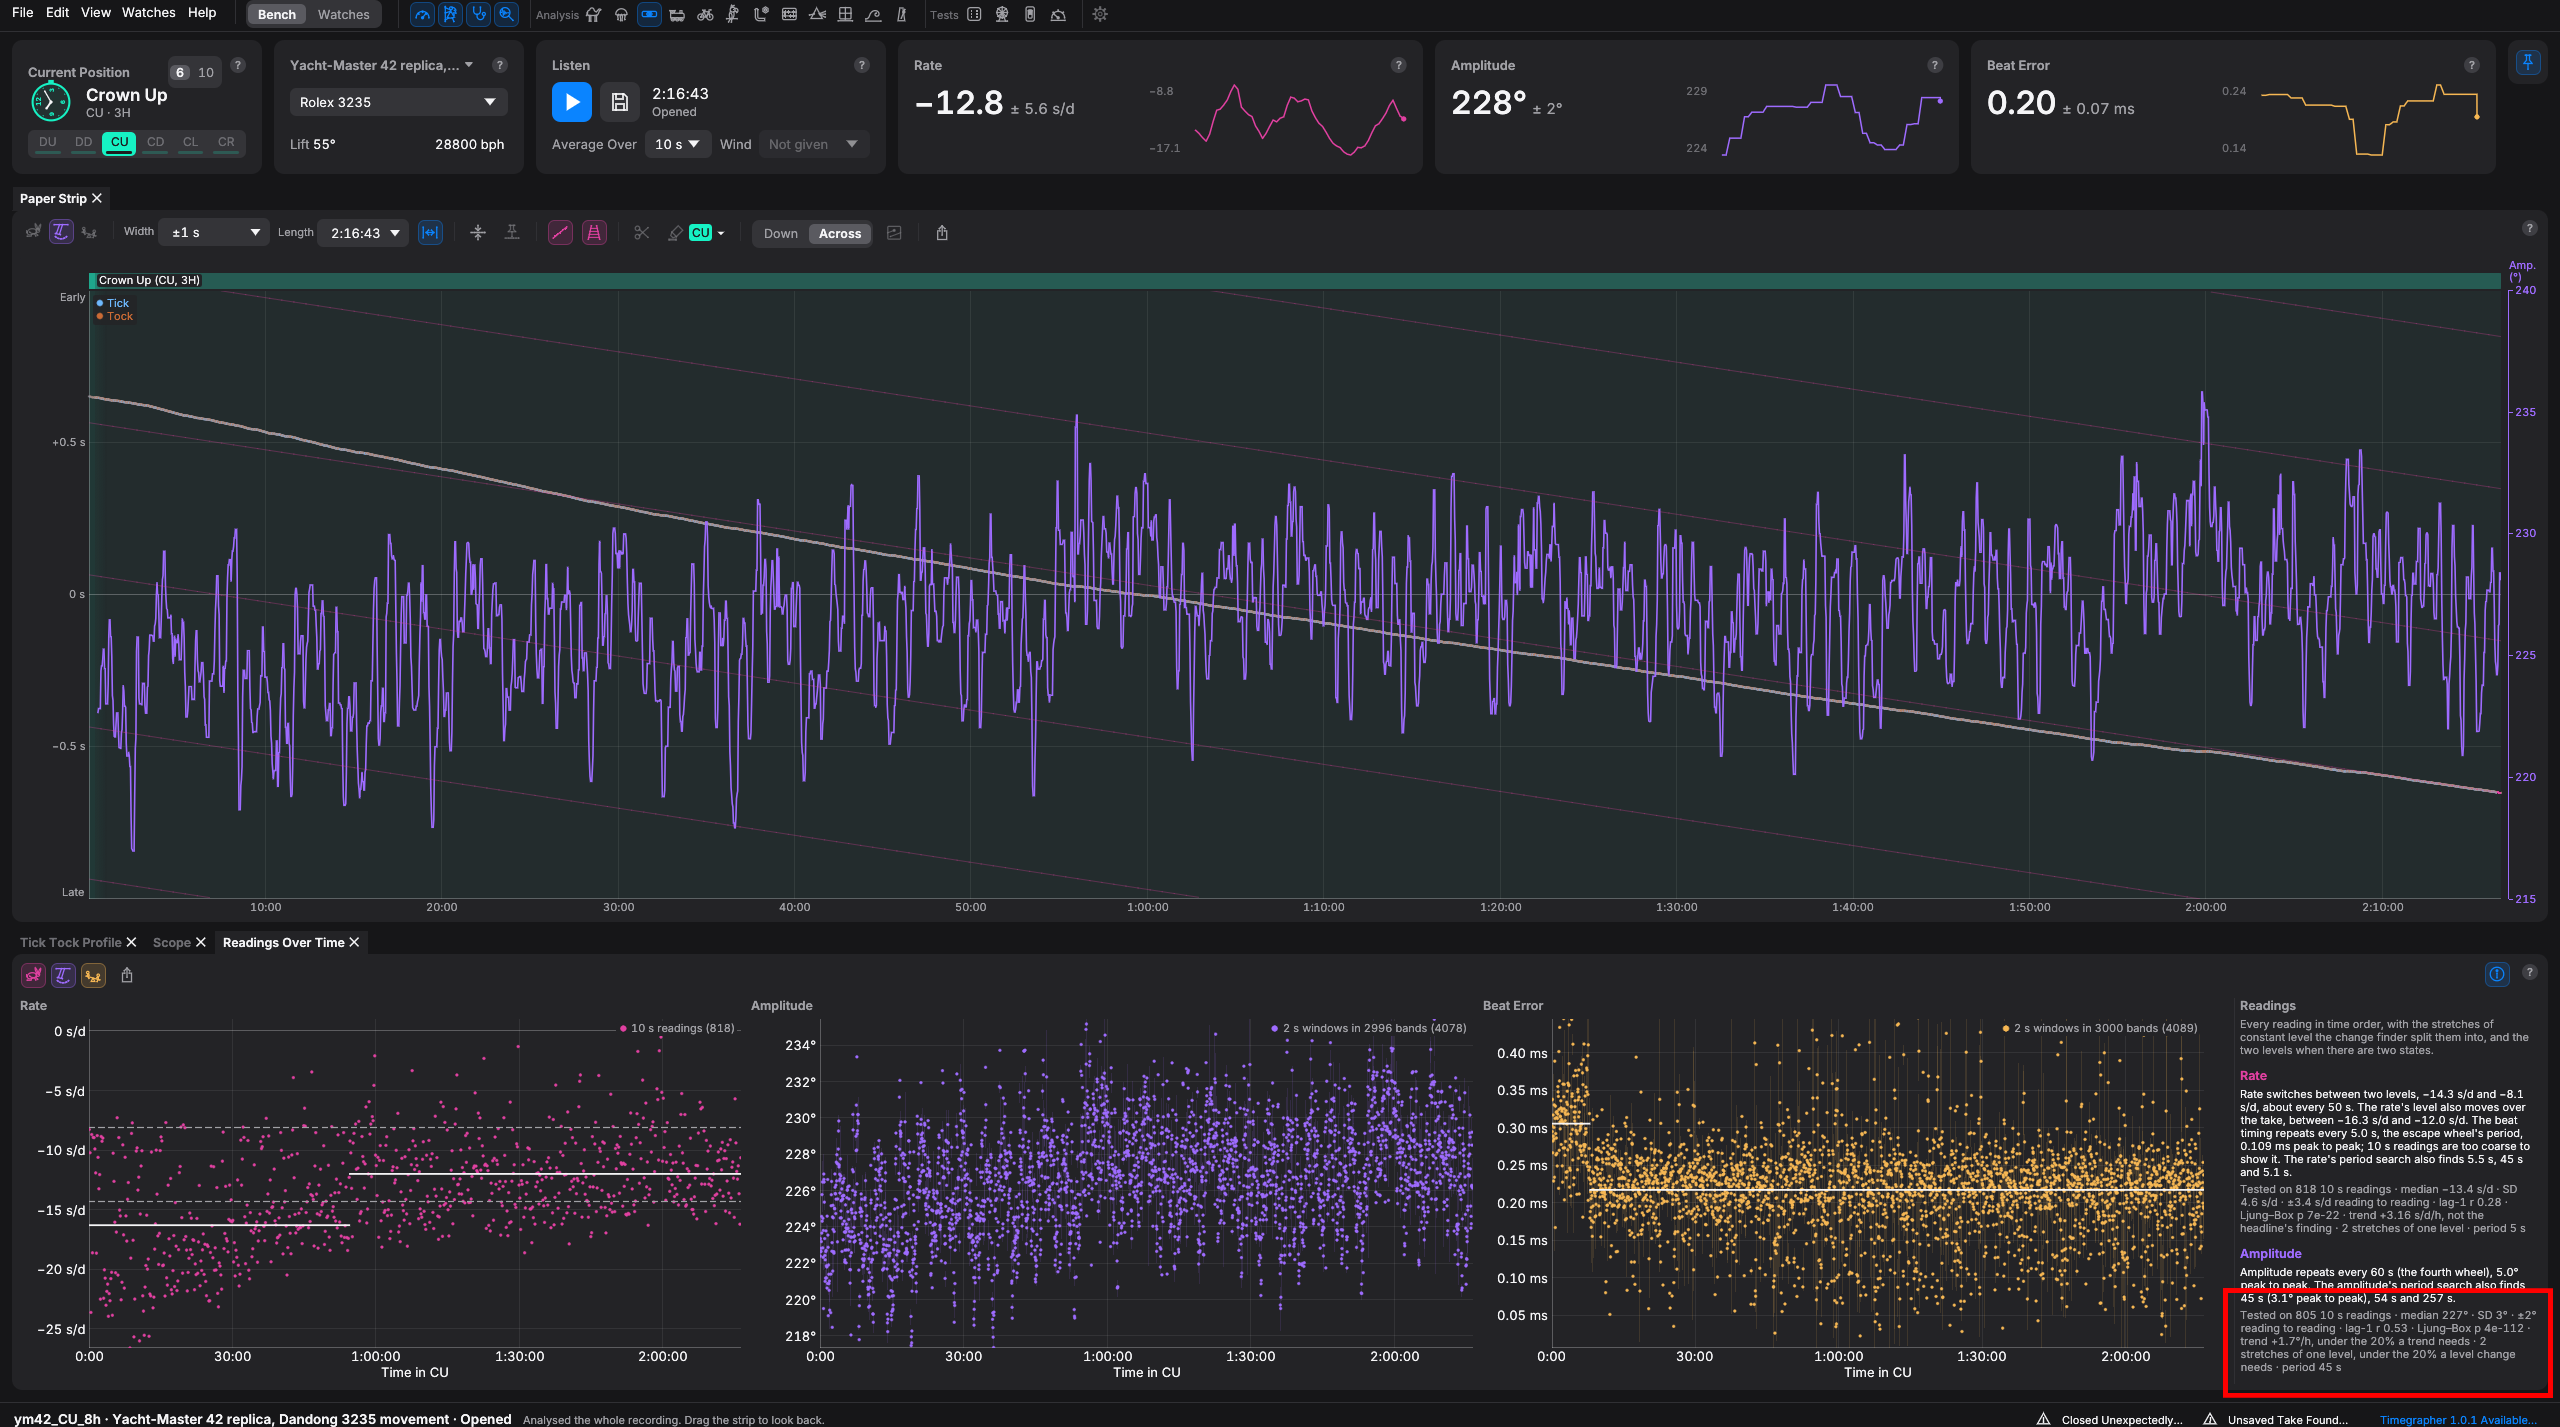 File Edit View Watches Help
Bench Watches
Analysis
Tests
Current Position
6 10
?
Crown Up
CU · 3H
DU DD CU CD CL CR
Yacht-Master 42 replica,...
?
Rolex 3235
Lift 55°
28800 bph
Listen
?
2:16:43
Opened
Average Over 10 s Wind Not given
Rate
?
−12.8 ± 5.6 s/d
−8.8
−17.1
Amplitude
?
228° ± 2°
229
224
Beat Error
?
0.20 ± 0.07 ms
0.24
0.14
Paper Strip
Width ±1 s Length 2:16:43
CU
Down Across
?
Crown Up (CU, 3H)
Tick
Tock
Early
+0.5 s
0 s
−0.5 s
Late
Amp.
(°)
240
235
230
225
220
215
10:00 20:00 30:00 40:00 50:00 1:00:00 1:10:00 1:20:00 1:30:00 1:40:00 1:50:00 2:00:00 2:10:00
Tick Tock Profile Scope Readings Over Time
?
Rate
10 s readings (818)
0 s/d
−5 s/d
−10 s/d
−15 s/d
−20 s/d
−25 s/d
0:00 30:00 1:00:00 1:30:00 2:00:00
Time in CU
Amplitude
2 s windows in 2996 bands (4078)
234°
232°
230°
228°
226°
224°
222°
220°
218°
0:00 30:00 1:00:00 1:30:00 2:00:00
Time in CU
Beat Error
2 s windows in 3000 bands (4089)
0.40 ms
0.35 ms
0.30 ms
0.25 ms
0.20 ms
0.15 ms
0.10 ms
0.05 ms
0:00 30:00 1:00:00 1:30:00 2:00:00
Time in CU
Readings
Every reading in time order, with the stretches of
constant level the change finder split them into, and the
two levels when there are two states.
Rate
Rate switches between two levels, −14.3 s/d and −8.1
s/d, about every 50 s. The rate's level also moves over
the take, between −16.3 s/d and −12.0 s/d. The beat
timing repeats every 5.0 s, the escape wheel's period,
0.109 ms peak to peak; 10 s readings are too coarse to
show it. The rate's period search also finds 5.5 s, 45 s
and 5.1 s.
Tested on 818 10 s readings · median −13.4 s/d · SD
4.6 s/d · ±3.4 s/d reading to reading · lag-1 r 0.28 ·
Ljung–Box p 7e-22 · trend +3.16 s/d/h, not the
headline's finding · 2 stretches of one level · period 5 s
Amplitude
Amplitude repeats every 60 s (the fourth wheel), 5.0°
peak to peak. The amplitude's period search also finds
45 s (3.1° peak to peak), 54 s and 257 s.
Tested on 805 10 s readings · median 227° · SD 3° · ±2°
reading to reading · lag-1 r 0.53 · Ljung–Box p 4e-112 ·
trend +1.7°/h, under the 20% a trend needs · 2
stretches of one level, under the 20% a level change
needs · period 45 s
ym42_CU_8h · Yacht-Master 42 replica, Dandong 3235 movement · Opened Analysed the whole recording. Drag the strip to look back.
Closed Unexpectedly... Unsaved Take Found... Timegrapher 1.0.1 Available...